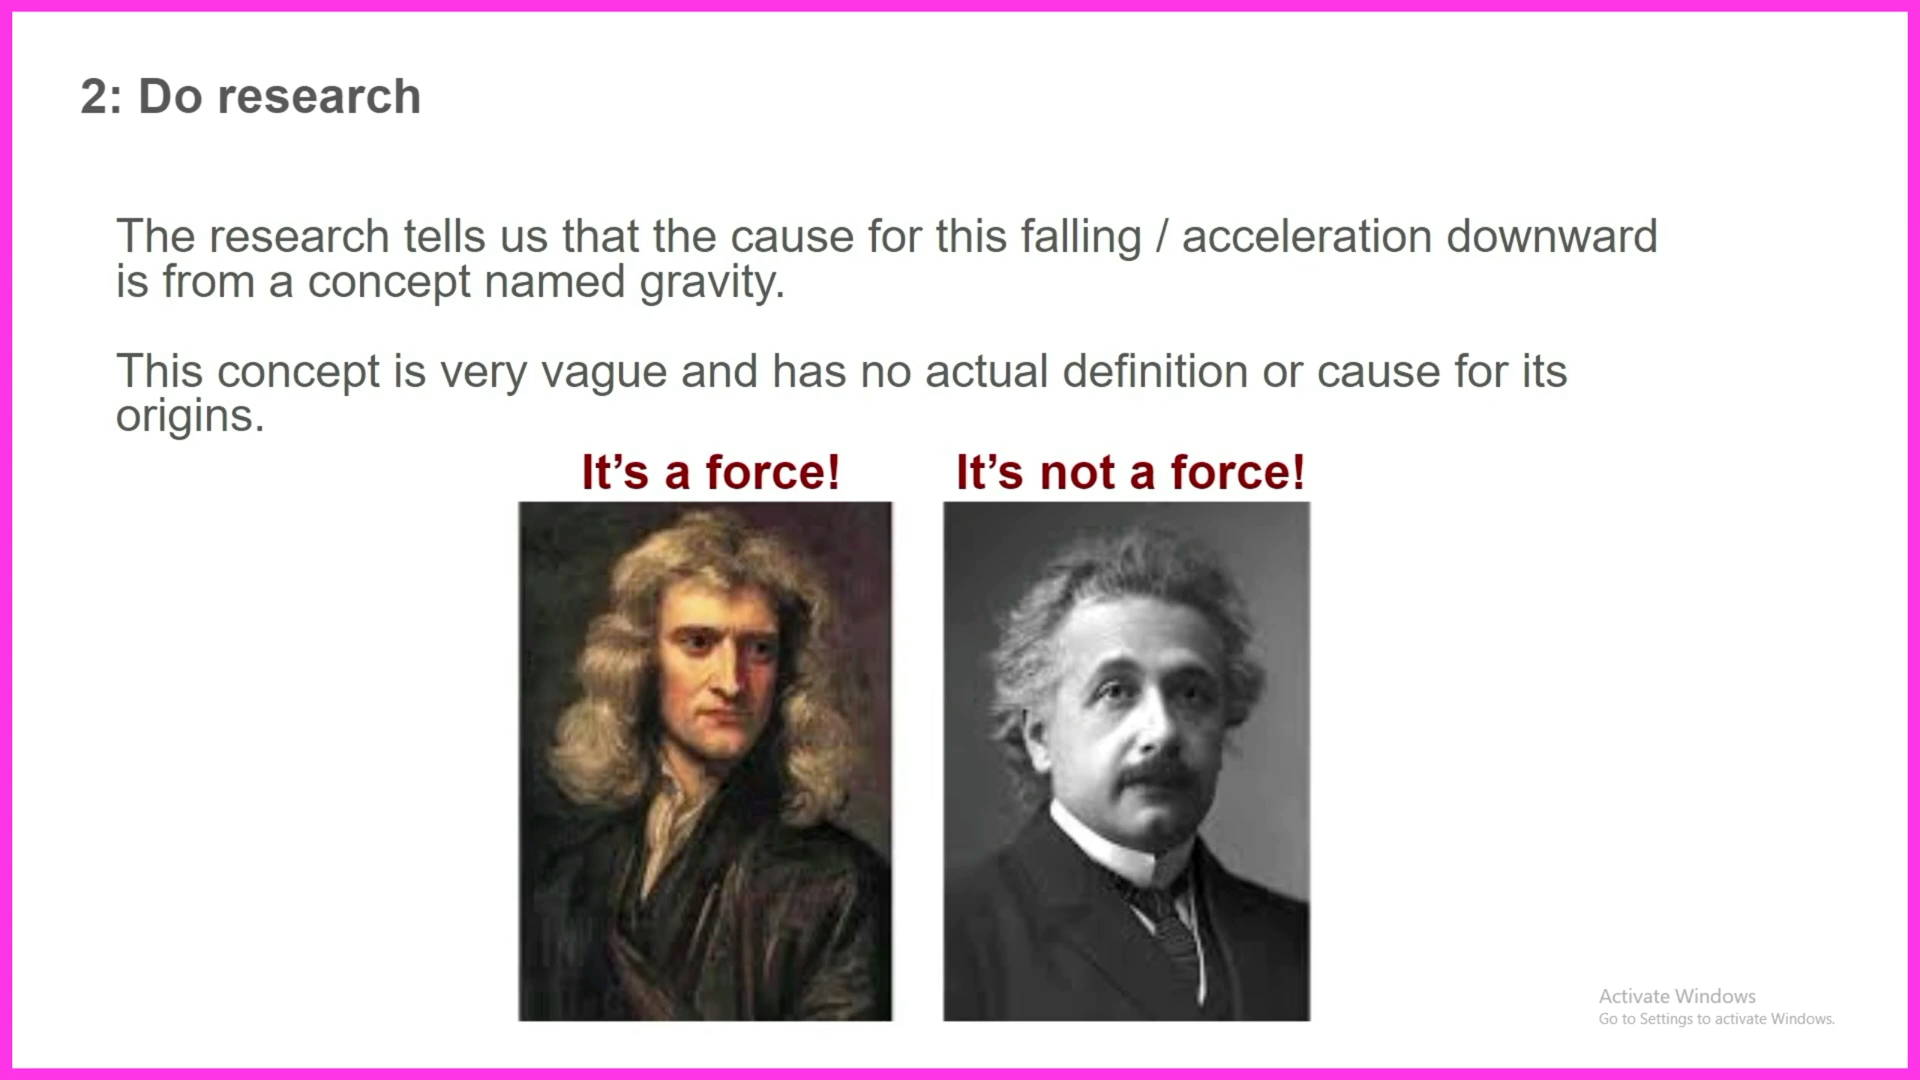 2: Do research
The research tells us that the cause for this falling / acceleration downward
is from a concept named gravity.
This concept is very vague and has no actual definition or cause for its
origins.
It’s a force!
It’s not a force!
Activate Windows
Go to Settings to activate Windows.